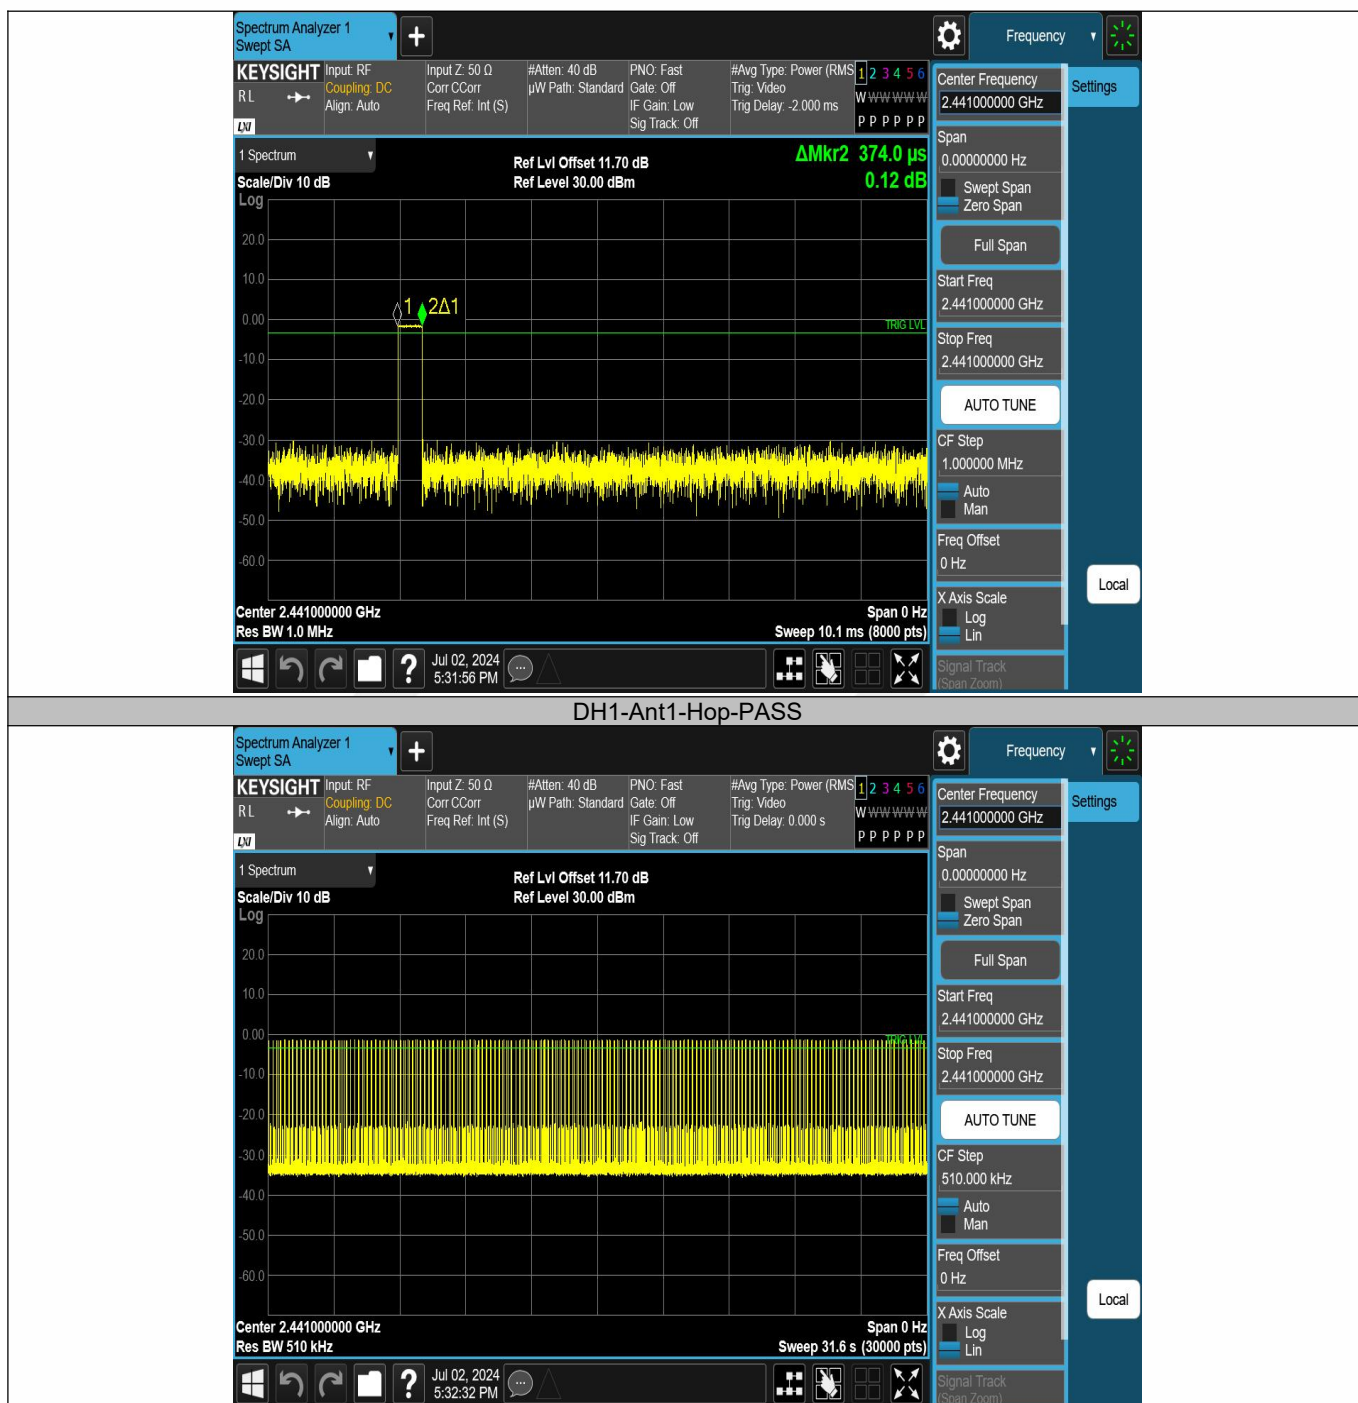 Spectrum Analyzer 1
Swept SA
Frequency
KEYSIGHT
Input: RF
Coupling: DC
Align: Auto
Input Z: 50 Ω
Corr CCorr
Freq Ref: Int (S)
#Atten: 40 dB
µW Path: Standard
PNO: Fast
Gate: Off
IF Gain: Low
Sig Track: Off
#Avg Type: Power (RMS
Trig: Video
Trig Delay: -2.000 ms
1 2 3 4 5 6
W W W W W W
P P P P P P
R L
LXI
1 Spectrum
Scale/Div 10 dB
Log
Ref Lvl Offset 11.70 dB
Ref Level 30.00 dBm
ΔMkr2 374.0 µs
0.12 dB
20.0
10.0
0.00
-10.0
-20.0
-30.0
-40.0
-50.0
-60.0
1
2Δ1
TRIG LVL
Center 2.441000000 GHz
Res BW 1.0 MHz
Span 0 Hz
Sweep 10.1 ms (8000 pts)
Jul 02, 2024
5:31:56 PM
Center Frequency
2.441000000 GHz
Settings
Span
0.00000000 Hz
Swept Span
Zero Span
Full Span
Start Freq
2.441000000 GHz
Stop Freq
2.441000000 GHz
AUTO TUNE
CF Step
1.000000 MHz
Auto
Man
Freq Offset
0 Hz
X Axis Scale
Log
Lin
Signal Track
(Span Zoom)
Local
DH1-Ant1-Hop-PASS
Spectrum Analyzer 1
Swept SA
Frequency
KEYSIGHT
Input: RF
Coupling: DC
Align: Auto
Input Z: 50 Ω
Corr CCorr
Freq Ref: Int (S)
#Atten: 40 dB
µW Path: Standard
PNO: Fast
Gate: Off
IF Gain: Low
Sig Track: Off
#Avg Type: Power (RMS
Trig: Video
Trig Delay: 0.000 s
1 2 3 4 5 6
W W W W W W
P P P P P P
R L
LXI
1 Spectrum
Scale/Div 10 dB
Log
Ref Lvl Offset 11.70 dB
Ref Level 30.00 dBm
20.0
10.0
0.00
-10.0
-20.0
-30.0
-40.0
-50.0
-60.0
TRIG LVL
Center 2.441000000 GHz
Res BW 510 kHz
Span 0 Hz
Sweep 31.6 s (30000 pts)
Jul 02, 2024
5:32:32 PM
Center Frequency
2.441000000 GHz
Settings
Span
0.00000000 Hz
Swept Span
Zero Span
Full Span
Start Freq
2.441000000 GHz
Stop Freq
2.441000000 GHz
AUTO TUNE
CF Step
510.000 kHz
Auto
Man
Freq Offset
0 Hz
X Axis Scale
Log
Lin
Signal Track
(Span Zoom)
Local